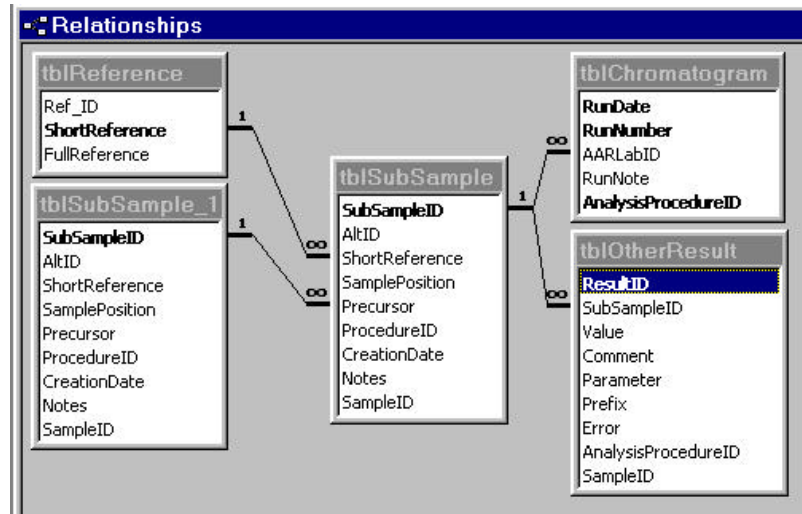 Relationships
tblReference
Ref_ID
ShortReference
FullReference
tblSubSample_1
SubSampleID
AltID
ShortReference
SamplePosition
Precursor
ProcedureID
CreationDate
Notes
SampleID
1
∞
1
∞
tblSubSample
SubSampleID
AltID
ShortReference
SamplePosition
Precursor
ProcedureID
CreationDate
Notes
SampleID
1
∞
∞
tblChromatogram
RunDate
RunNumber
AARLabID
RunNote
AnalysisProcedureID
tblOtherResult
ResultID
SubSampleID
Value
Comment
Parameter
Prefix
Error
AnalysisProcedureID
SampleID